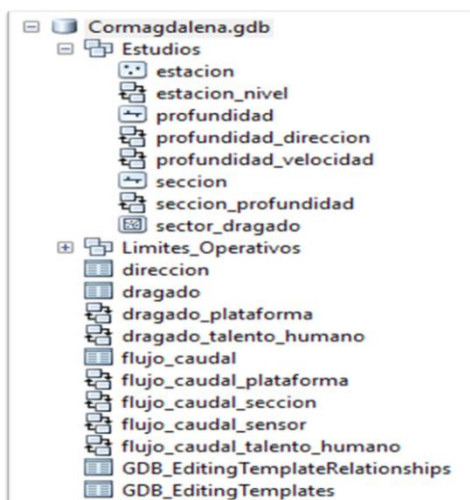 Cormagdalena.gdb
Estudios
estacion
estacion_nivel
profundidad
profundidad_direccion
profundidad_velocidad
seccion
seccion_profundidad
sector_dragado
Limites_Operativos
direccion
dragado
dragado_plataforma
dragado_talento_humano
flujo_caudal
flujo_caudal_plataforma
flujo_caudal_seccion
flujo_caudal_sensor
flujo_caudal_talento_humano
GDB_EditingTemplateRelationships
GDB_EditingTemplates